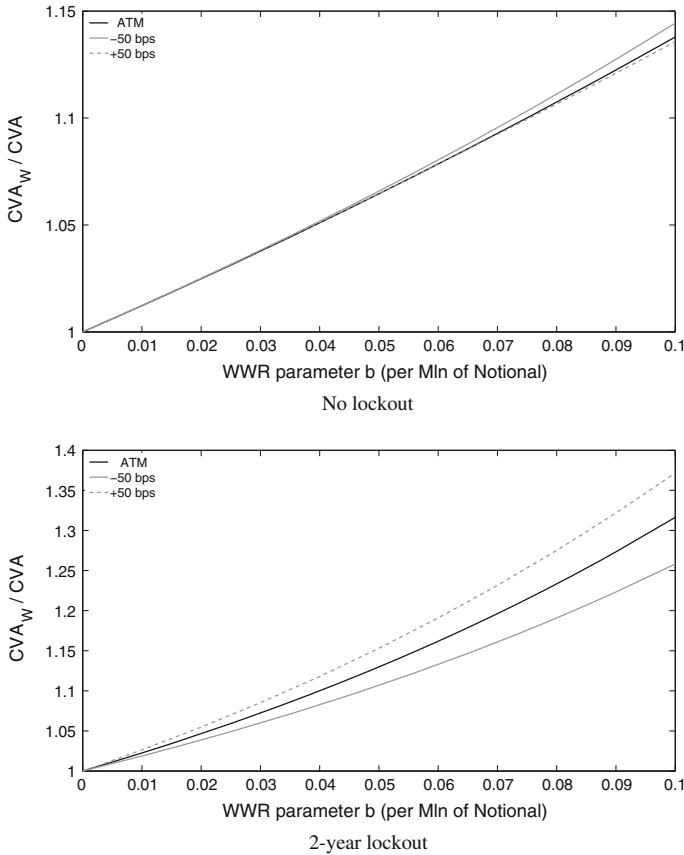 1.15
ATM
−50 bps
+50 bps
1.1
1.05
1
CVA_W / CVA
0 0.01 0.02 0.03 0.04 0.05 0.06 0.07 0.08 0.09 0.1
WWR parameter b (per Mln of Notional)
No lockout
1.4
ATM
−50 bps
+50 bps
1.35
1.3
1.25
1.2
1.15
1.1
1.05
1
CVA_W / CVA
0 0.01 0.02 0.03 0.04 0.05 0.06 0.07 0.08 0.09 0.1
WWR parameter b (per Mln of Notional)
2-year lockout